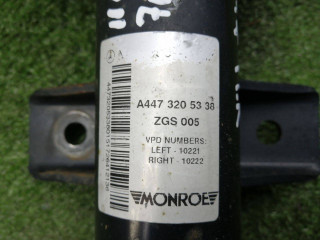 A447 320 53 38
ZGS 005
VPD NUMBERS:
LEFT - 10221
RIGHT - 10222
MONROE